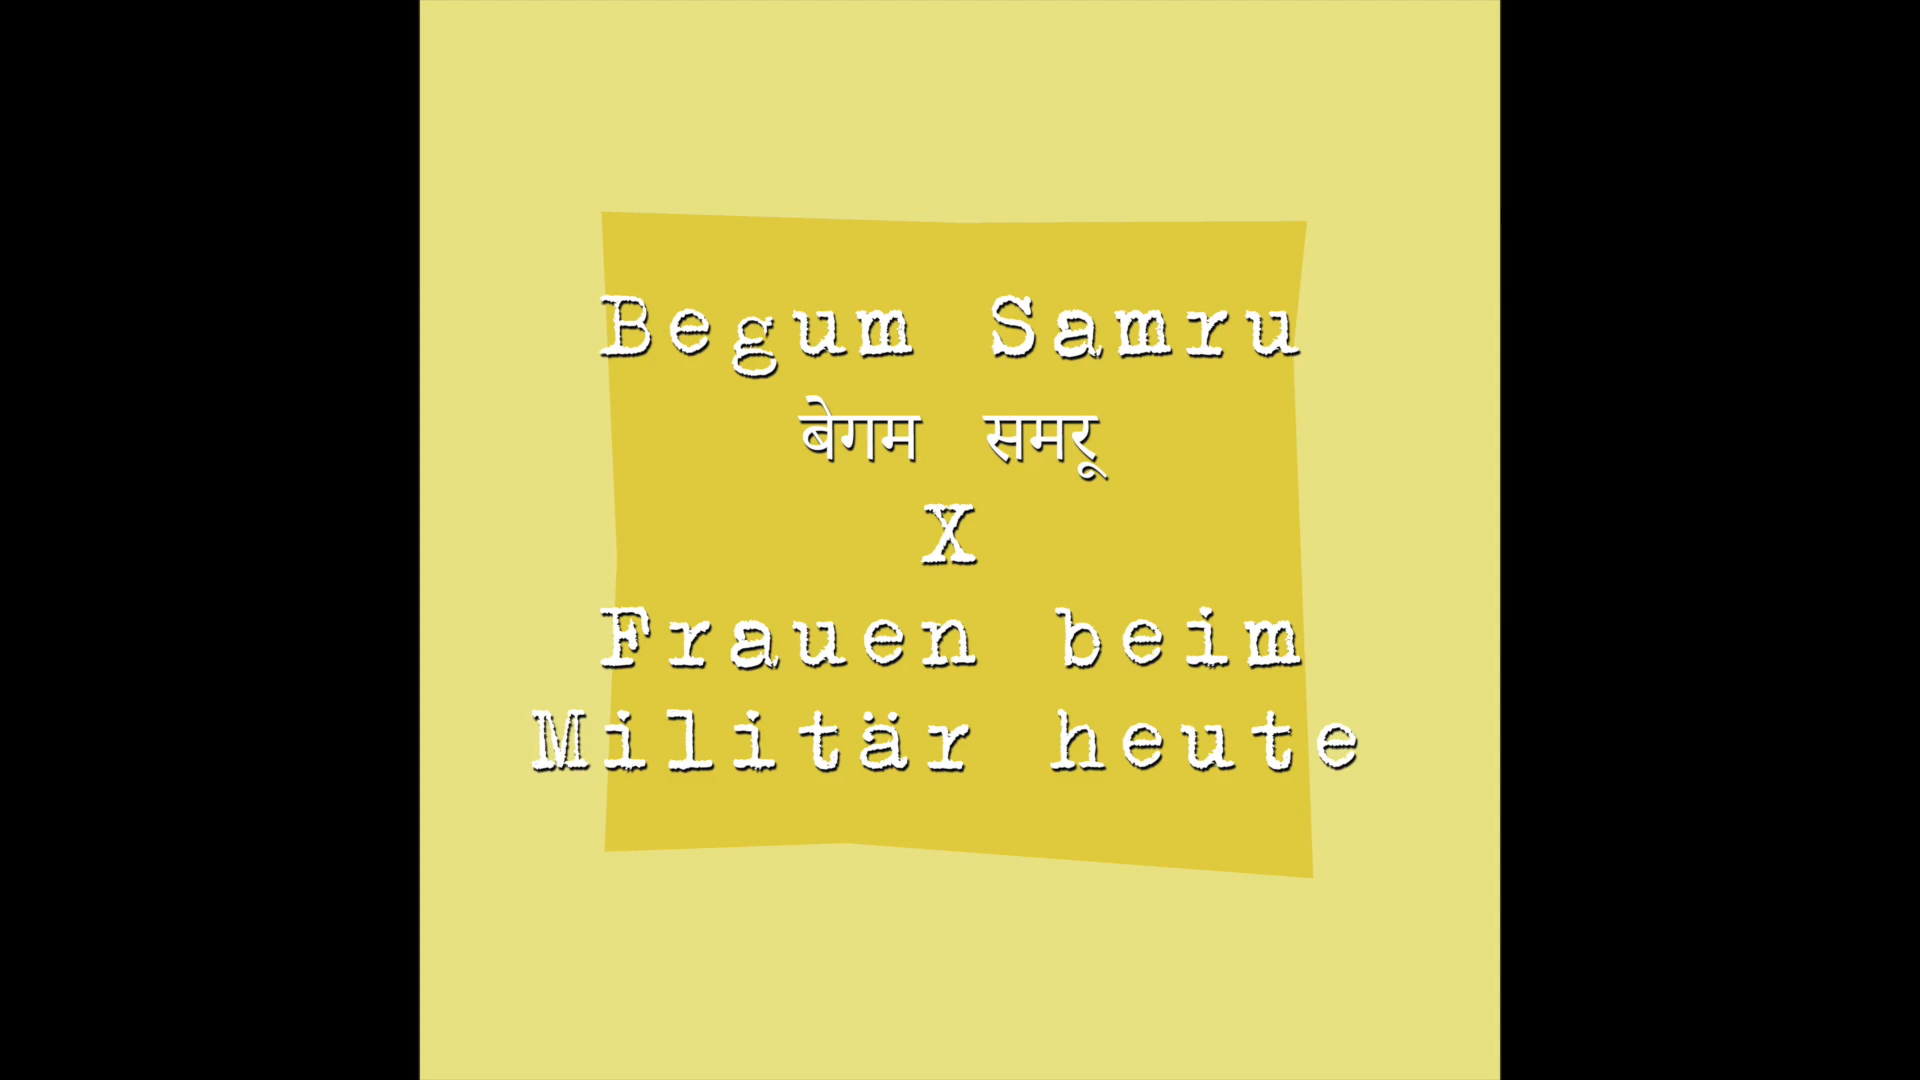 Begum Samru
बेगम समरू
X
Frauen beim
Militär heute